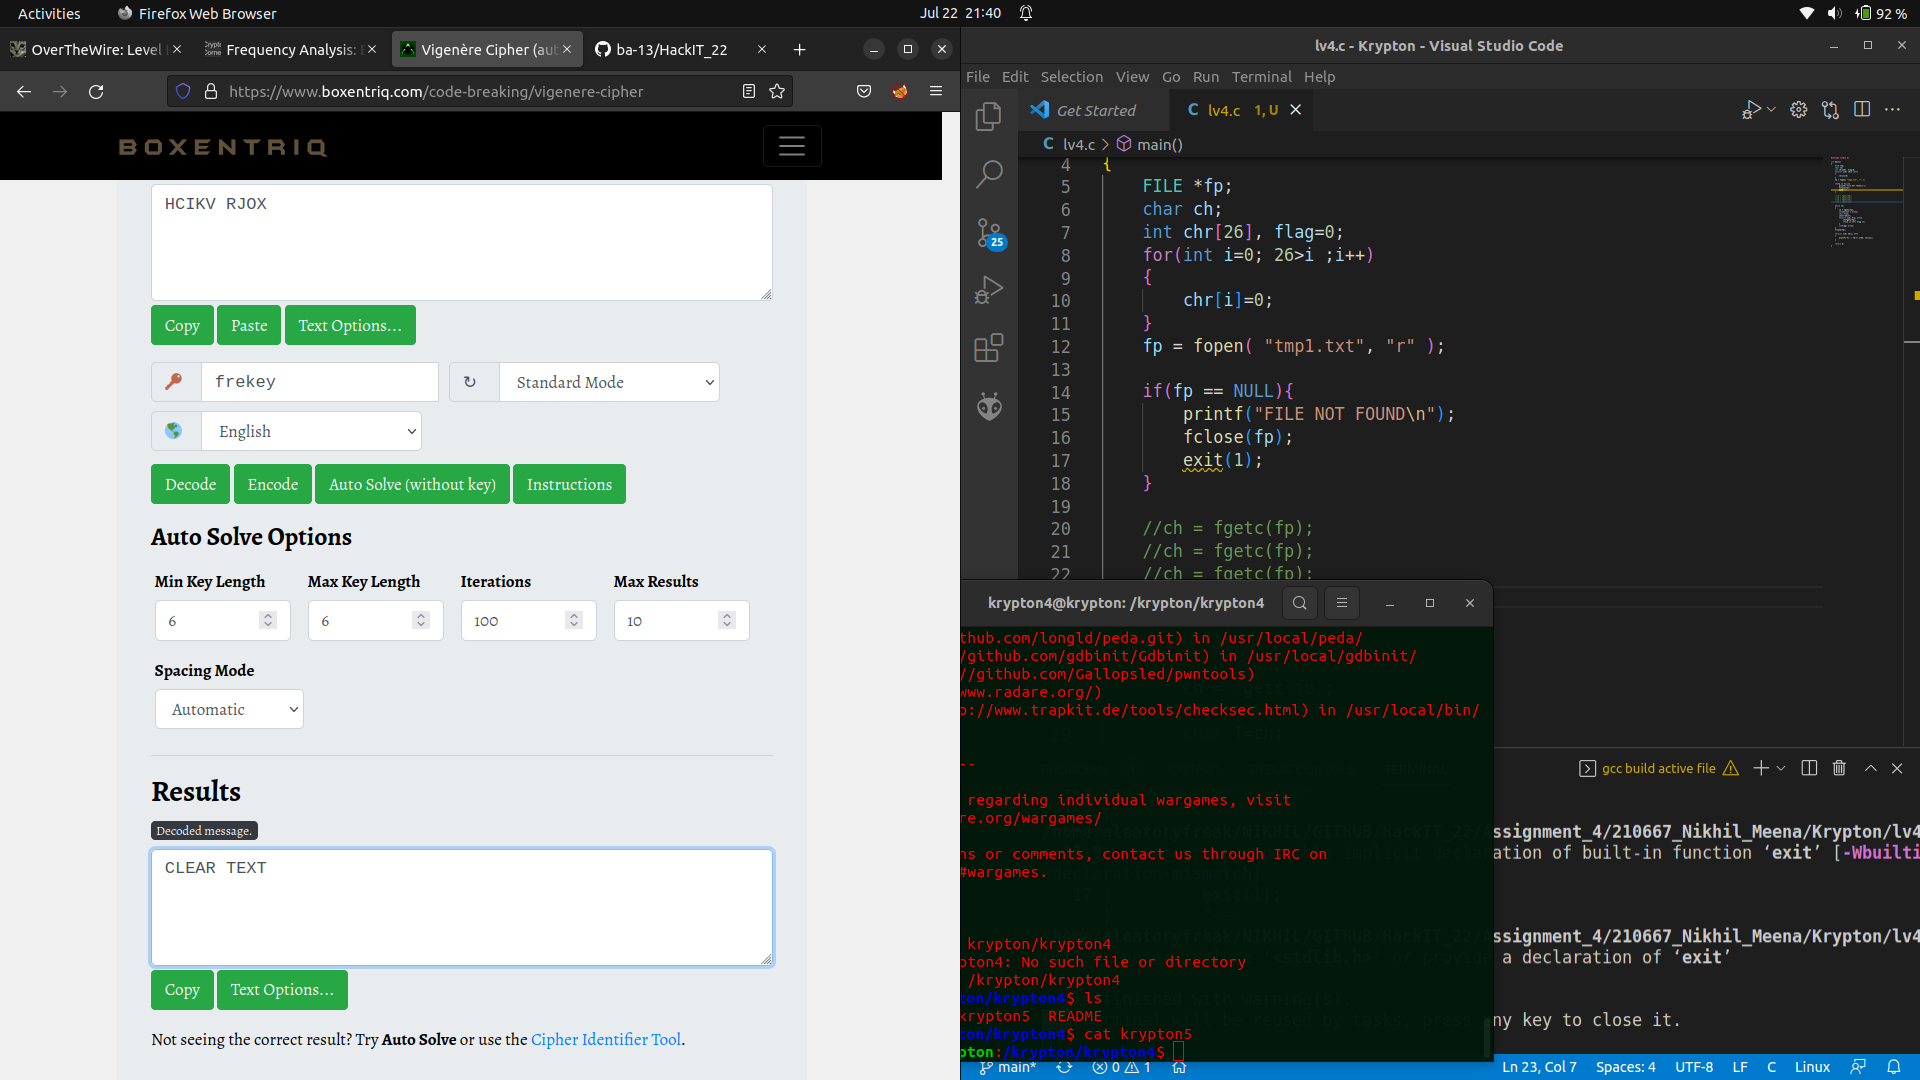 Activities
Firefox Web Browser
Jul 22 21:40
92 %
OverTheWire: Level
Frequency Analysis:
Vigenère Cipher (aut
ba-13/HackIT_22
https://www.boxentriq.com/code-breaking/vigenere-cipher
BOXENTRIQ
HCIKV RJOX
Copy
Paste
Text Options...
frekey
Standard Mode
English
Decode
Encode
Auto Solve (without key)
Instructions
Auto Solve Options
Min Key Length
Max Key Length
Iterations
Max Results
6
6
100
10
Spacing Mode
Automatic
Results
Decoded message.
CLEAR TEXT
Copy
Text Options...
Not seeing the correct result? Try Auto Solve or use the Cipher Identifier Tool.
lv4.c - Krypton - Visual Studio Code
File Edit Selection View Go Run Terminal Help
Get Started
C lv4.c 1, U
C lv4.c > main()
25
4 {
5 FILE *fp;
6 char ch;
7 int chr[26], flag=0;
8 for(int i=0; 26>i ;i++)
9 {
10 chr[i]=0;
11 }
12 fp = fopen( "tmp1.txt", "r" );
13
14 if(fp == NULL){
15 printf("FILE NOT FOUND\n");
16 fclose(fp);
17 exit(1);
18 }
19
20 //ch = fgetc(fp);
21 //ch = fgetc(fp);
22 //ch = fgetc(fp);
krypton4@krypton: /krypton/krypton4
thub.com/longld/peda.git) in /usr/local/peda/
/github.com/gdbinit/Gdbinit) in /usr/local/gdbinit/
//github.com/Gallopsled/pwntools)
www.radare.org/)
p://www.trapkit.de/tools/checksec.html) in /usr/local/bin/
--
regarding individual wargames, visit
re.org/wargames/
ns or comments, contact us through IRC on
#wargames.
krypton/krypton4
pton4: No such file or directory
/krypton/krypton4
ton/krypton4$ ls
krypton5 README
ton/krypton4$ cat krypton5
pton:/krypton/krypton4$
gcc build active file
ssignment_4/210667_Nikhil_Meena/Krypton/lv4
ation of built-in function ‘exit’ [-Wbuilti
ssignment_4/210667_Nikhil_Meena/Krypton/lv4
a declaration of ‘exit’
ny key to close it.
main*
0
1
Ln 23, Col 7
Spaces: 4
UTF-8
LF
C
Linux